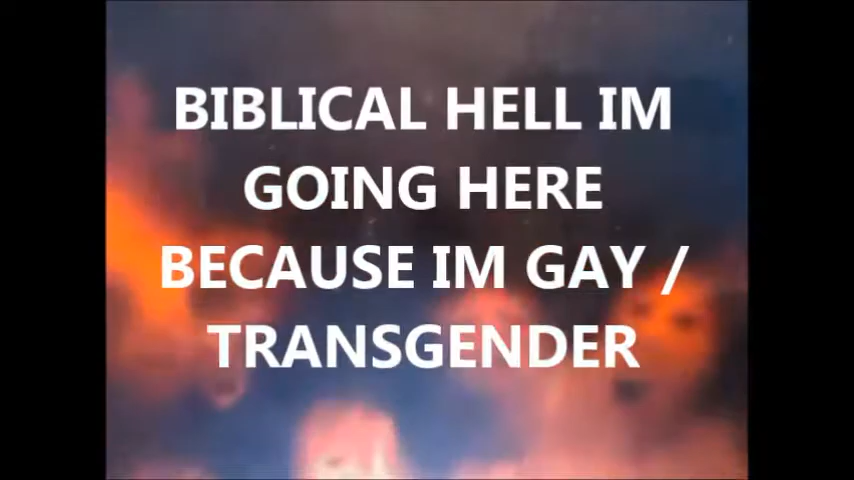 BIBLICAL HELL IM
GOING HERE
BECAUSE IM GAY /
TRANSGENDER